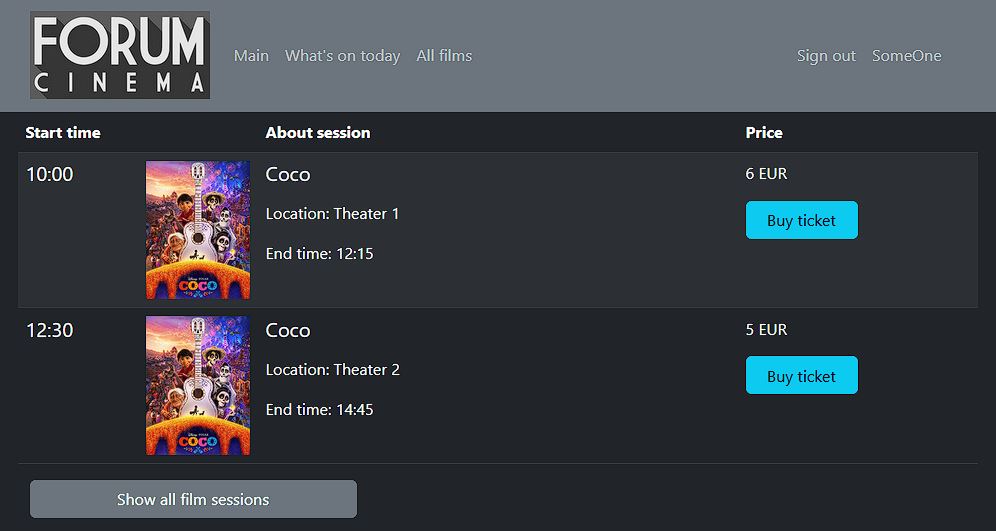 FORUM
CINEMA
Main What's on today All films Sign out SomeOne
Start time About session Price
10:00 Coco 6 EUR
Location: Theater 1
Buy ticket
End time: 12:15
COCO
12:30 Coco 5 EUR
Location: Theater 2
Buy ticket
End time: 14:45
COCO
Show all film sessions